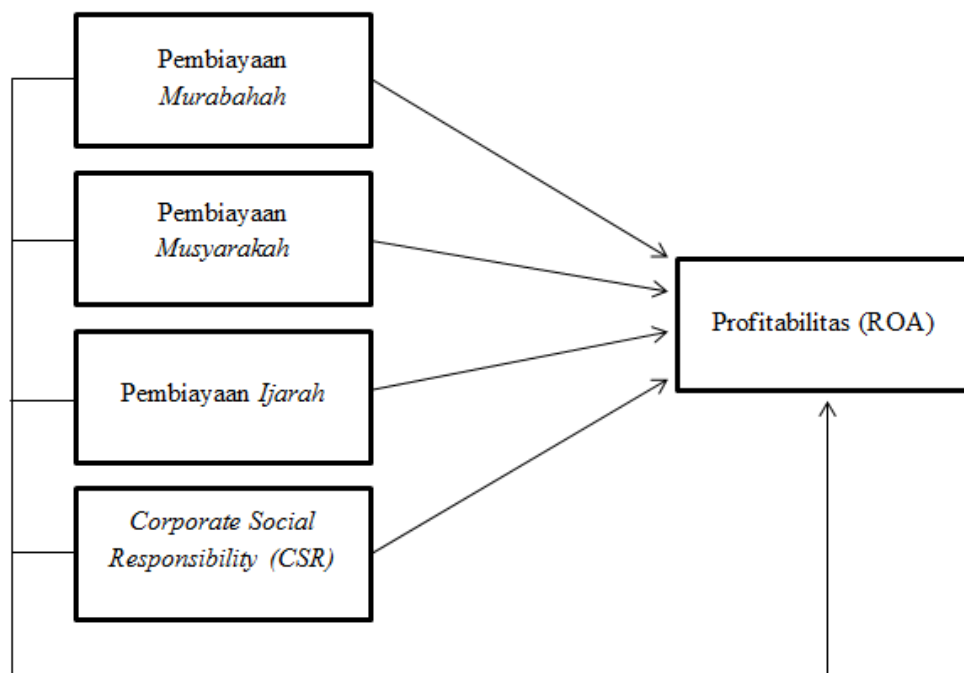 Pembiayaan
Murabahah
Pembiayaan
Musyarakah
Pembiayaan Ijarah
Corporate Social
Responsibility (CSR)
Profitabilitas (ROA)